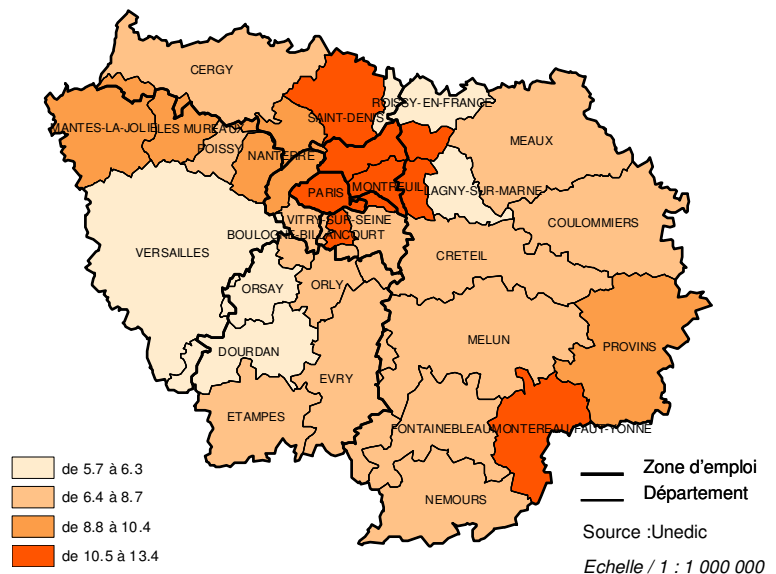 CERGY
ROISSY-EN-FRANCE
SAINT-DENIS
MANTES-LA-JOLIE
LES MUREAUX
MEAUX
POISSY
NANTERRE
PARIS
MONTREUIL
LAGNY-SUR-MARNE
VITRY-SUR-SEINE
COULOMMIERS
BOULOGNE-BILLANCOURT
VERSAILLES
CRETEIL
ORSAY
ORLY
MELUN
PROVINS
DOURDAN
EVRY
ETAMPES
FONTAINEBLEAU
MONTEREAU-FAUT-YONNE
NEMOURS
de 5.7 à 6.3
de 6.4 à 8.7
de 8.8 à 10.4
de 10.5 à 13.4
Zone d'emploi
Département
Source :Unedic
Echelle / 1 : 1 000 000